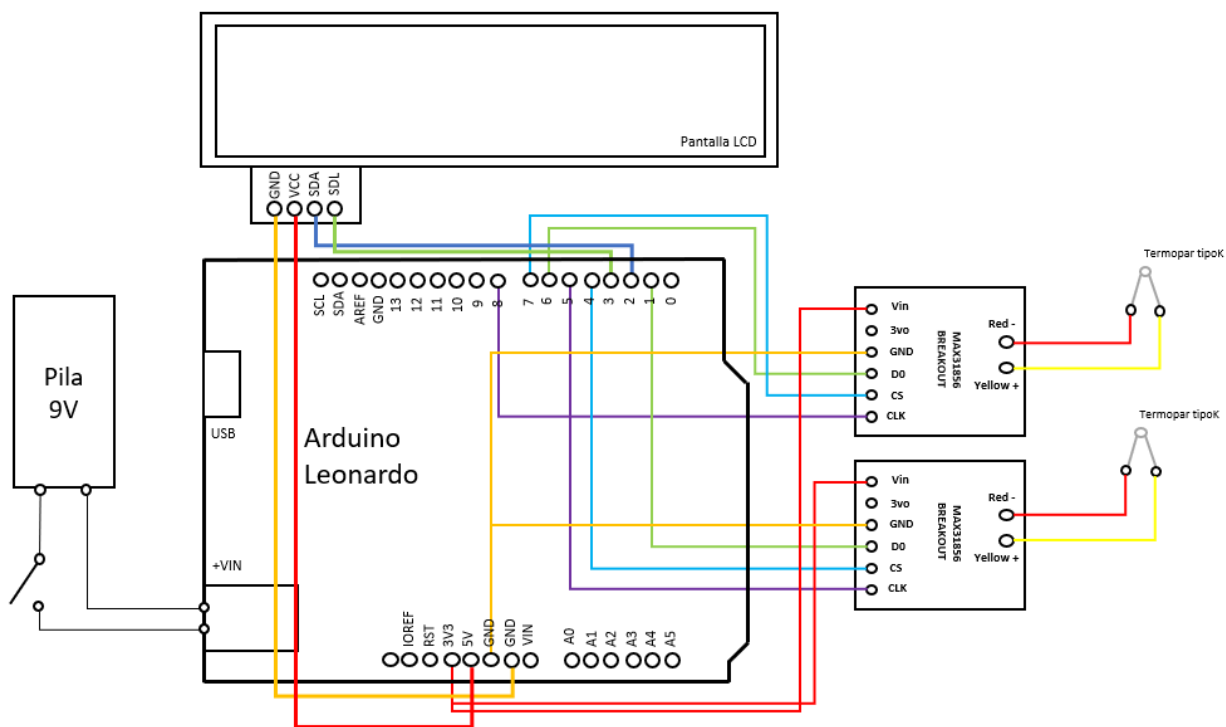 Pantalla LCD
GND
VCC
SDA
SDL
SCL
SDA
AREF
GND
13
12
11
10
9
8
7
6
5
4
3
2
1
0
Pila
9V
USB
Arduino
Leonardo
+VIN
IOREF
RST
3V3
5V
GND
GND
VIN
A0
A1
A2
A3
A4
A5
Vin
3vo
GND
D0
CS
CLK
MAX31856
BREAKOUT
Red -
Yellow +
Termopar tipoK
Vin
3vo
GND
D0
CS
CLK
MAX31856
BREAKOUT
Red -
Yellow +
Termopar tipoK